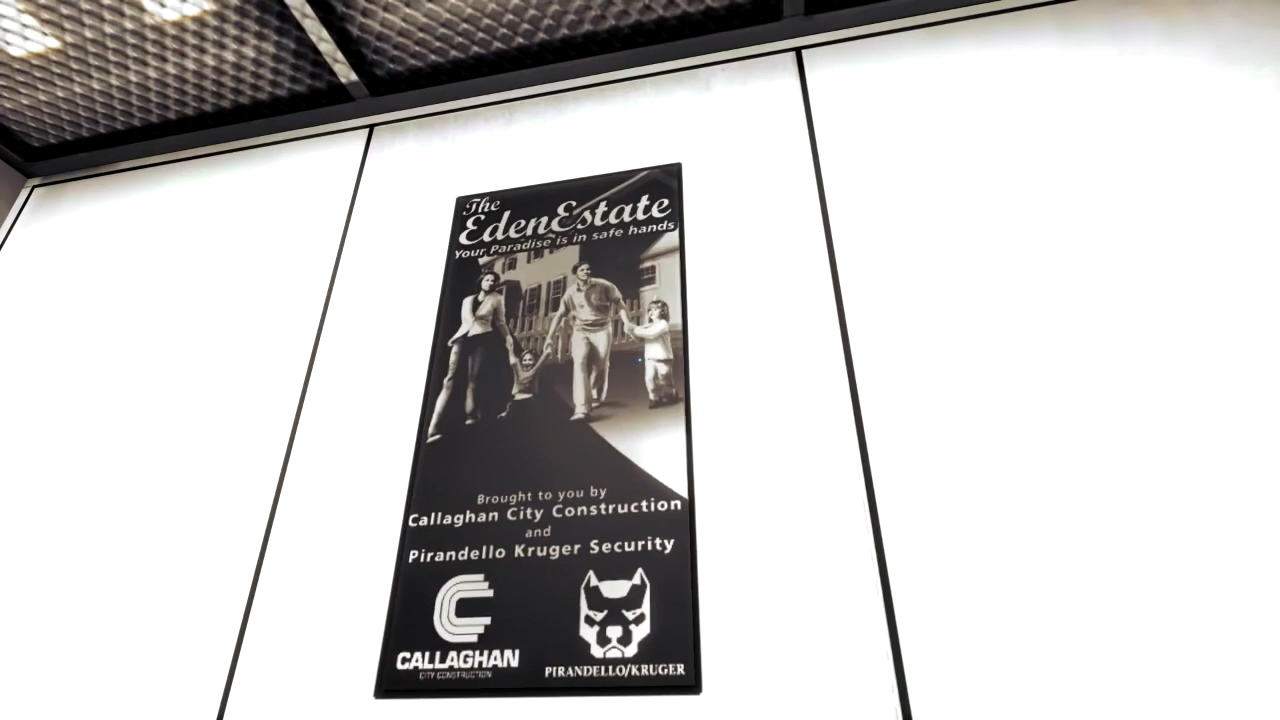 The
EdenEstate
Your Paradise is in safe hands
Brought to you by
Callaghan City Construction
and
Pirandello Kruger Security
CALLAGHAN
CITY CONSTRUCTION
PIRANDELLO/KRUGER